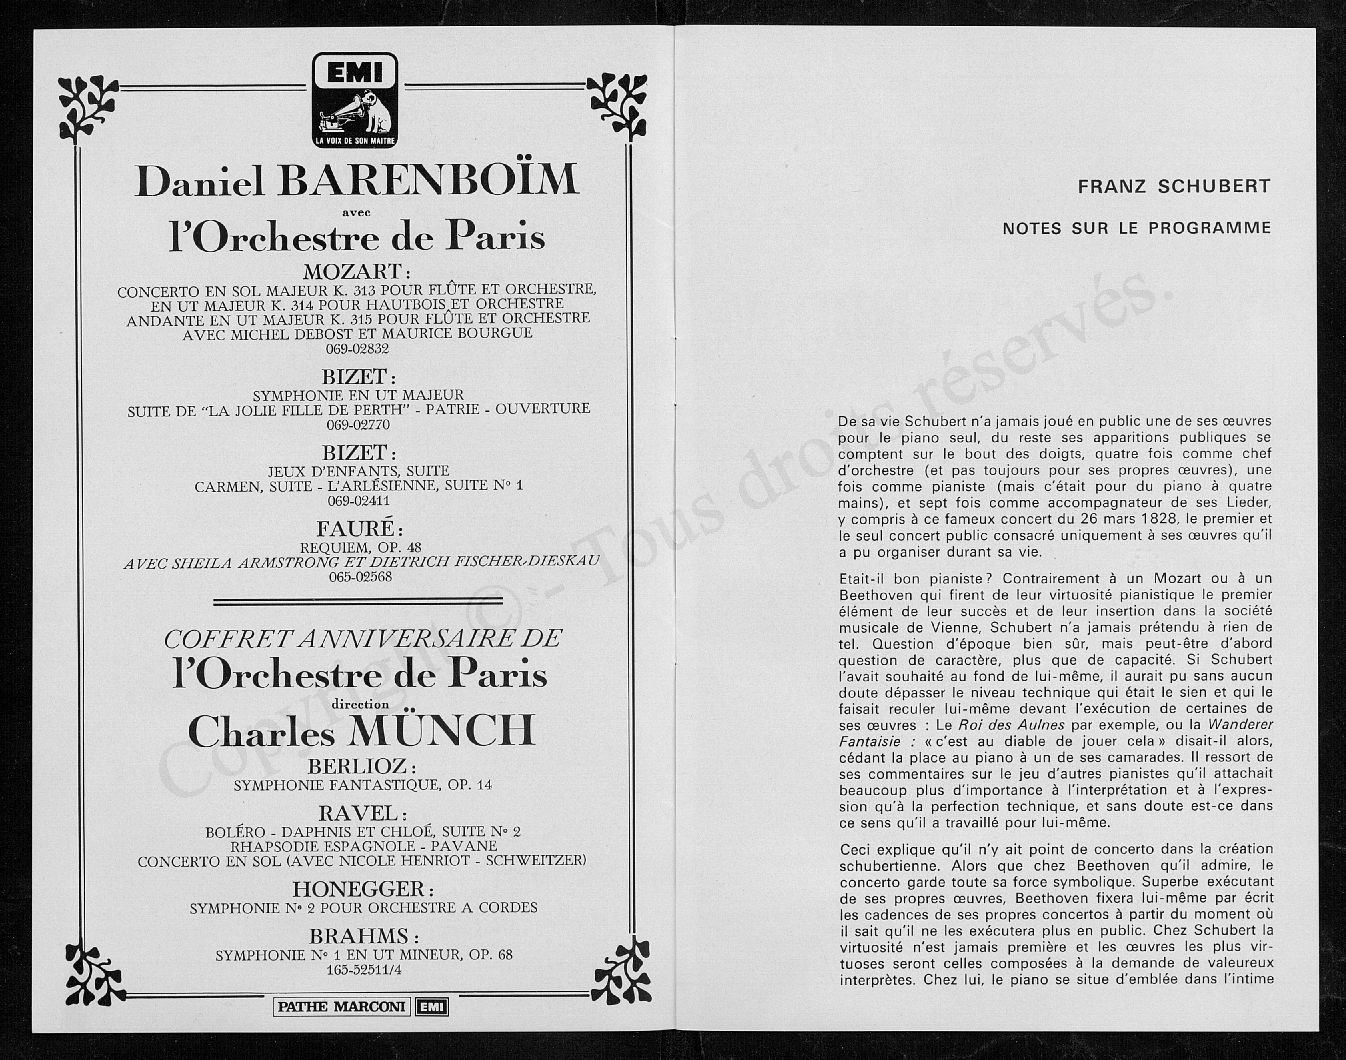 EMI
LA VOIX DE SON MAITRE
Daniel BARENBOÏM
avec
l'Orchestre de Paris
MOZART :
CONCERTO EN SOL MAJEUR K. 313 POUR FLÛTE ET ORCHESTRE,
EN UT MAJEUR K. 314 POUR HAUTBOIS ET ORCHESTRE
ANDANTE EN UT MAJEUR K. 315 POUR FLÛTE ET ORCHESTRE
AVEC MICHEL DEBOST ET MAURICE BOURGUE
069-02832
BIZET :
SYMPHONIE EN UT MAJEUR
SUITE DE “LA JOLIE FILLE DE PERTH” - PATRIE - OUVERTURE
069-02770
BIZET :
JEUX D'ENFANTS, SUITE
CARMEN, SUITE - L'ARLÉSIENNE, SUITE N° 1
069-02411
FAURÉ :
REQUIEM, OP. 48
AVEC SHEILA ARMSTRONG ET DIETRICH FISCHER-DIESKAU
065-02568
COFFRET ANNIVERSAIRE DE
l'Orchestre de Paris
direction
Charles MÜNCH
BERLIOZ :
SYMPHONIE FANTASTIQUE, OP. 14
RAVEL :
BOLÉRO - DAPHNIS ET CHLOÉ, SUITE N° 2
RHAPSODIE ESPAGNOLE - PAVANE
CONCERTO EN SOL (AVEC NICOLE HENRIOT - SCHWEITZER)
HONEGGER :
SYMPHONIE N° 2 POUR ORCHESTRE A CORDES
BRAHMS :
SYMPHONIE N° 1 EN UT MINEUR, OP. 68
165-52511/4
PATHE MARCONI EMI
FRANZ SCHUBERT
NOTES SUR LE PROGRAMME
De sa vie Schubert n'a jamais joué en public une de ses œuvres
pour le piano seul, du reste ses apparitions publiques se
comptent sur le bout des doigts, quatre fois comme chef
d'orchestre (et pas toujours pour ses propres œuvres), une
fois comme pianiste (mais c'était pour du piano à quatre
mains), et sept fois comme accompagnateur de ses Lieder,
y compris à ce fameux concert du 26 mars 1828, le premier et
le seul concert public consacré uniquement à ses œuvres qu'il
a pu organiser durant sa vie.
Etait-il bon pianiste? Contrairement à un Mozart ou à un
Beethoven qui firent de leur virtuosité pianistique le premier
élément de leur succès et de leur insertion dans la société
musicale de Vienne, Schubert n'a jamais prétendu à rien de
tel. Question d'époque bien sûr, mais peut-être d'abord
question de caractère, plus que de capacité. Si Schubert
l'avait souhaité au fond de lui-même, il aurait pu sans aucun
doute dépasser le niveau technique qui était le sien et qui le
faisait reculer lui-même devant l'exécution de certaines de
ses œuvres : Le Roi des Aulnes par exemple, ou la Wanderer
Fantaisie : «c'est au diable de jouer cela» disait-il alors,
cédant la place au piano à un de ses camarades. Il ressort de
ses commentaires sur le jeu d'autres pianistes qu'il attachait
beaucoup plus d'importance à l'interprétation et à l'expres-
sion qu'à la perfection technique, et sans doute est-ce dans
ce sens qu'il a travaillé pour lui-même.
Ceci explique qu'il n'y ait point de concerto dans la création
schubertienne. Alors que chez Beethoven qu'il admire, le
concerto garde toute sa force symbolique. Superbe exécutant
de ses propres œuvres, Beethoven fixera lui-même par écrit
les cadences de ses propres concertos à partir du moment où
il sait qu'il ne les exécutera plus en public. Chez Schubert la
virtuosité n'est jamais première et les œuvres les plus vir-
tuoses seront celles composées à la demande de valeureux
interprètes. Chez lui, le piano se situe d'emblée dans l'intime
Copyright © - Tous droits réservés.